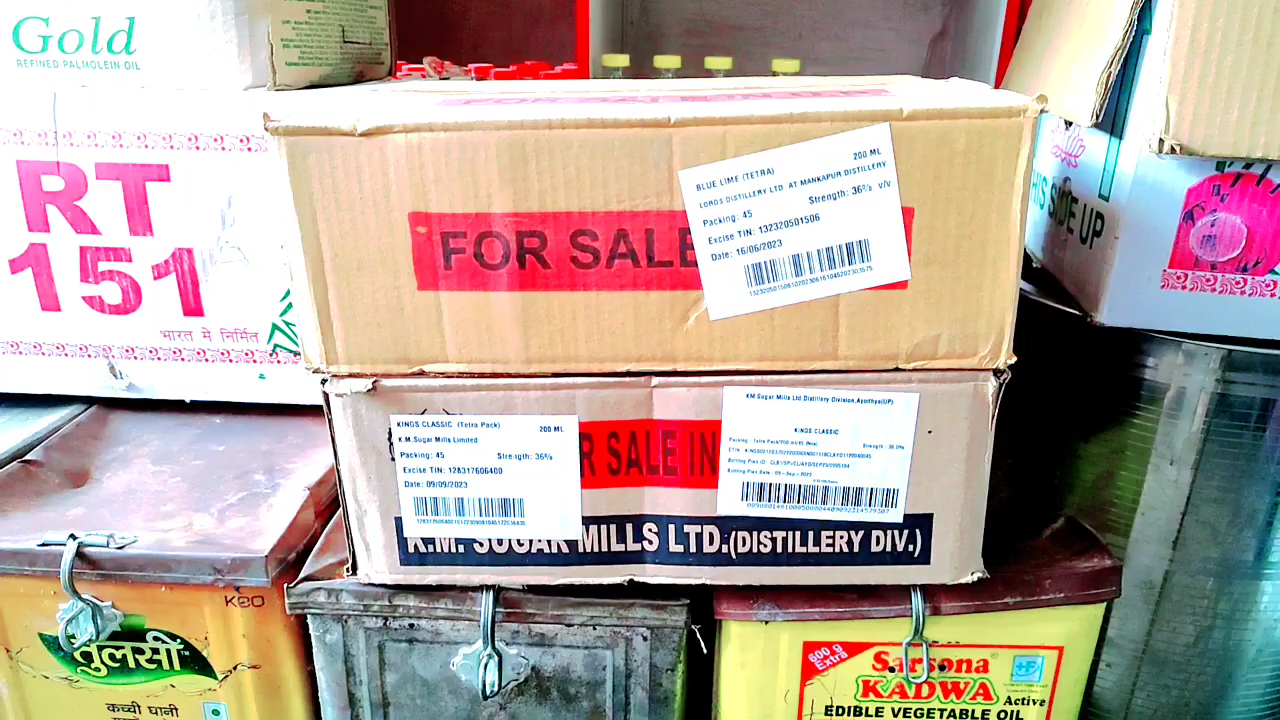 Gold
REFINED PALMOLEIN OIL
RT
151
भारत मे निर्मित
FOR SALE
BLUE LIME (TETRA) 200 ML
LORDS DISTILLERY LTD AT MANKAPUR DISTILLERY
Packing: 45 Strength: 36% v/v
Excise TIN: 132320501506
Date: 16/06/2023
SIDE UP
KINGS CLASSIC (Tetra Pack) 200 ML
K.M.Sugar Mills Limited
Packing: 45 Strength: 36%
Excise TIN: 128317606400
Date: 09/09/2023
R SALE IN
KM Sugar Mills Ltd.Distillery Division,Ayodhya(UP)
KINGS CLASSIC
K.M. SUGAR MILLS LTD.(DISTILLERY DIV.)
KEO
तुलसी
कच्ची घानी
600 g
Extra
Sarsona
KADWA
Active
EDIBLE VEGETABLE OIL